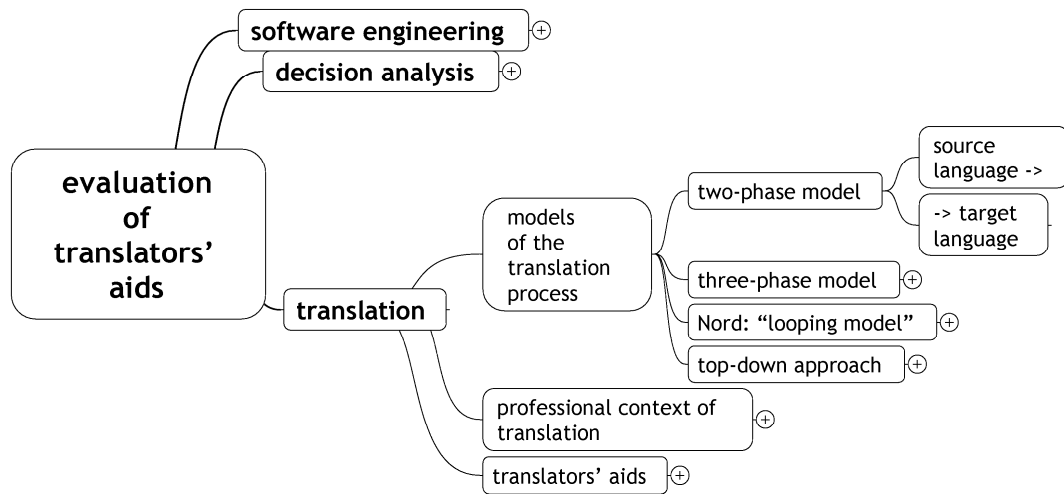 software engineering
decision analysis
evaluation
of
translators’
aids
translation
models
of the
translation
process
two-phase model
source
language ->
-> target
language
three-phase model
Nord: “looping model”
top-down approach
professional context of
translation
translators’ aids